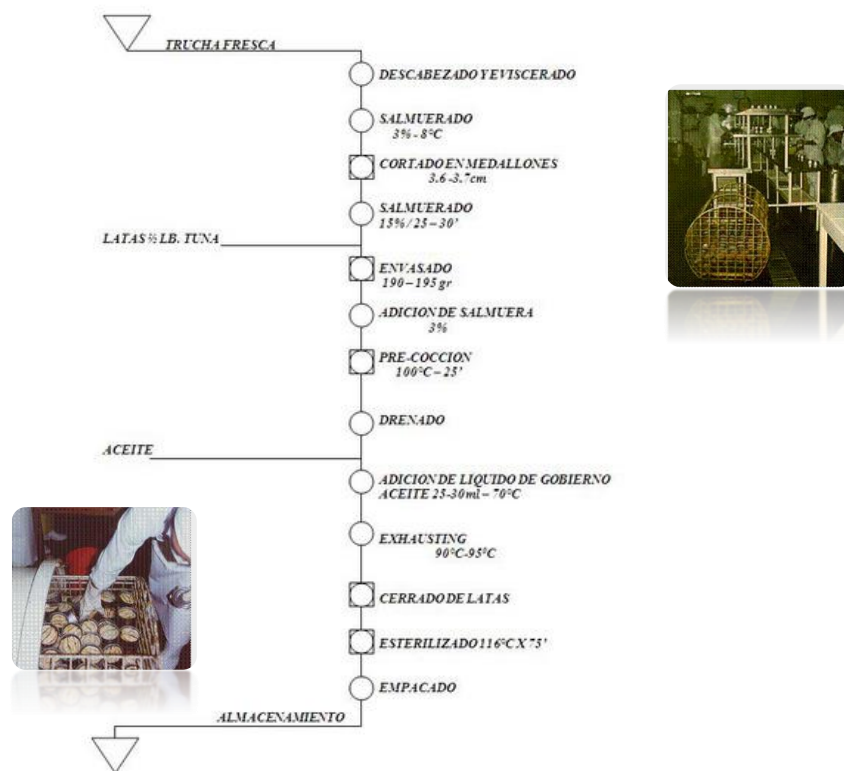 TRUCHA FRESCA
DESCABEZADO Y EVISCERADO
SALMUERADO
3% - 8°C
CORTADO EN MEDALLONES
3.6 -3.7cm
SALMUERADO
15% / 25 – 30'
LATAS ½ LB. TUNA
ENVASADO
190 – 195 gr
ADICION DE SALMUERA
3%
PRE-COCCION
100°C – 25'
DRENADO
ACEITE
ADICION DE LIQUIDO DE GOBIERNO
ACEITE 25-30ml – 70°C
EXHAUSTING
90°C-95°C
CERRADO DE LATAS
ESTERILIZADO 116°C X 75'
EMPACADO
ALMACENAMIENTO